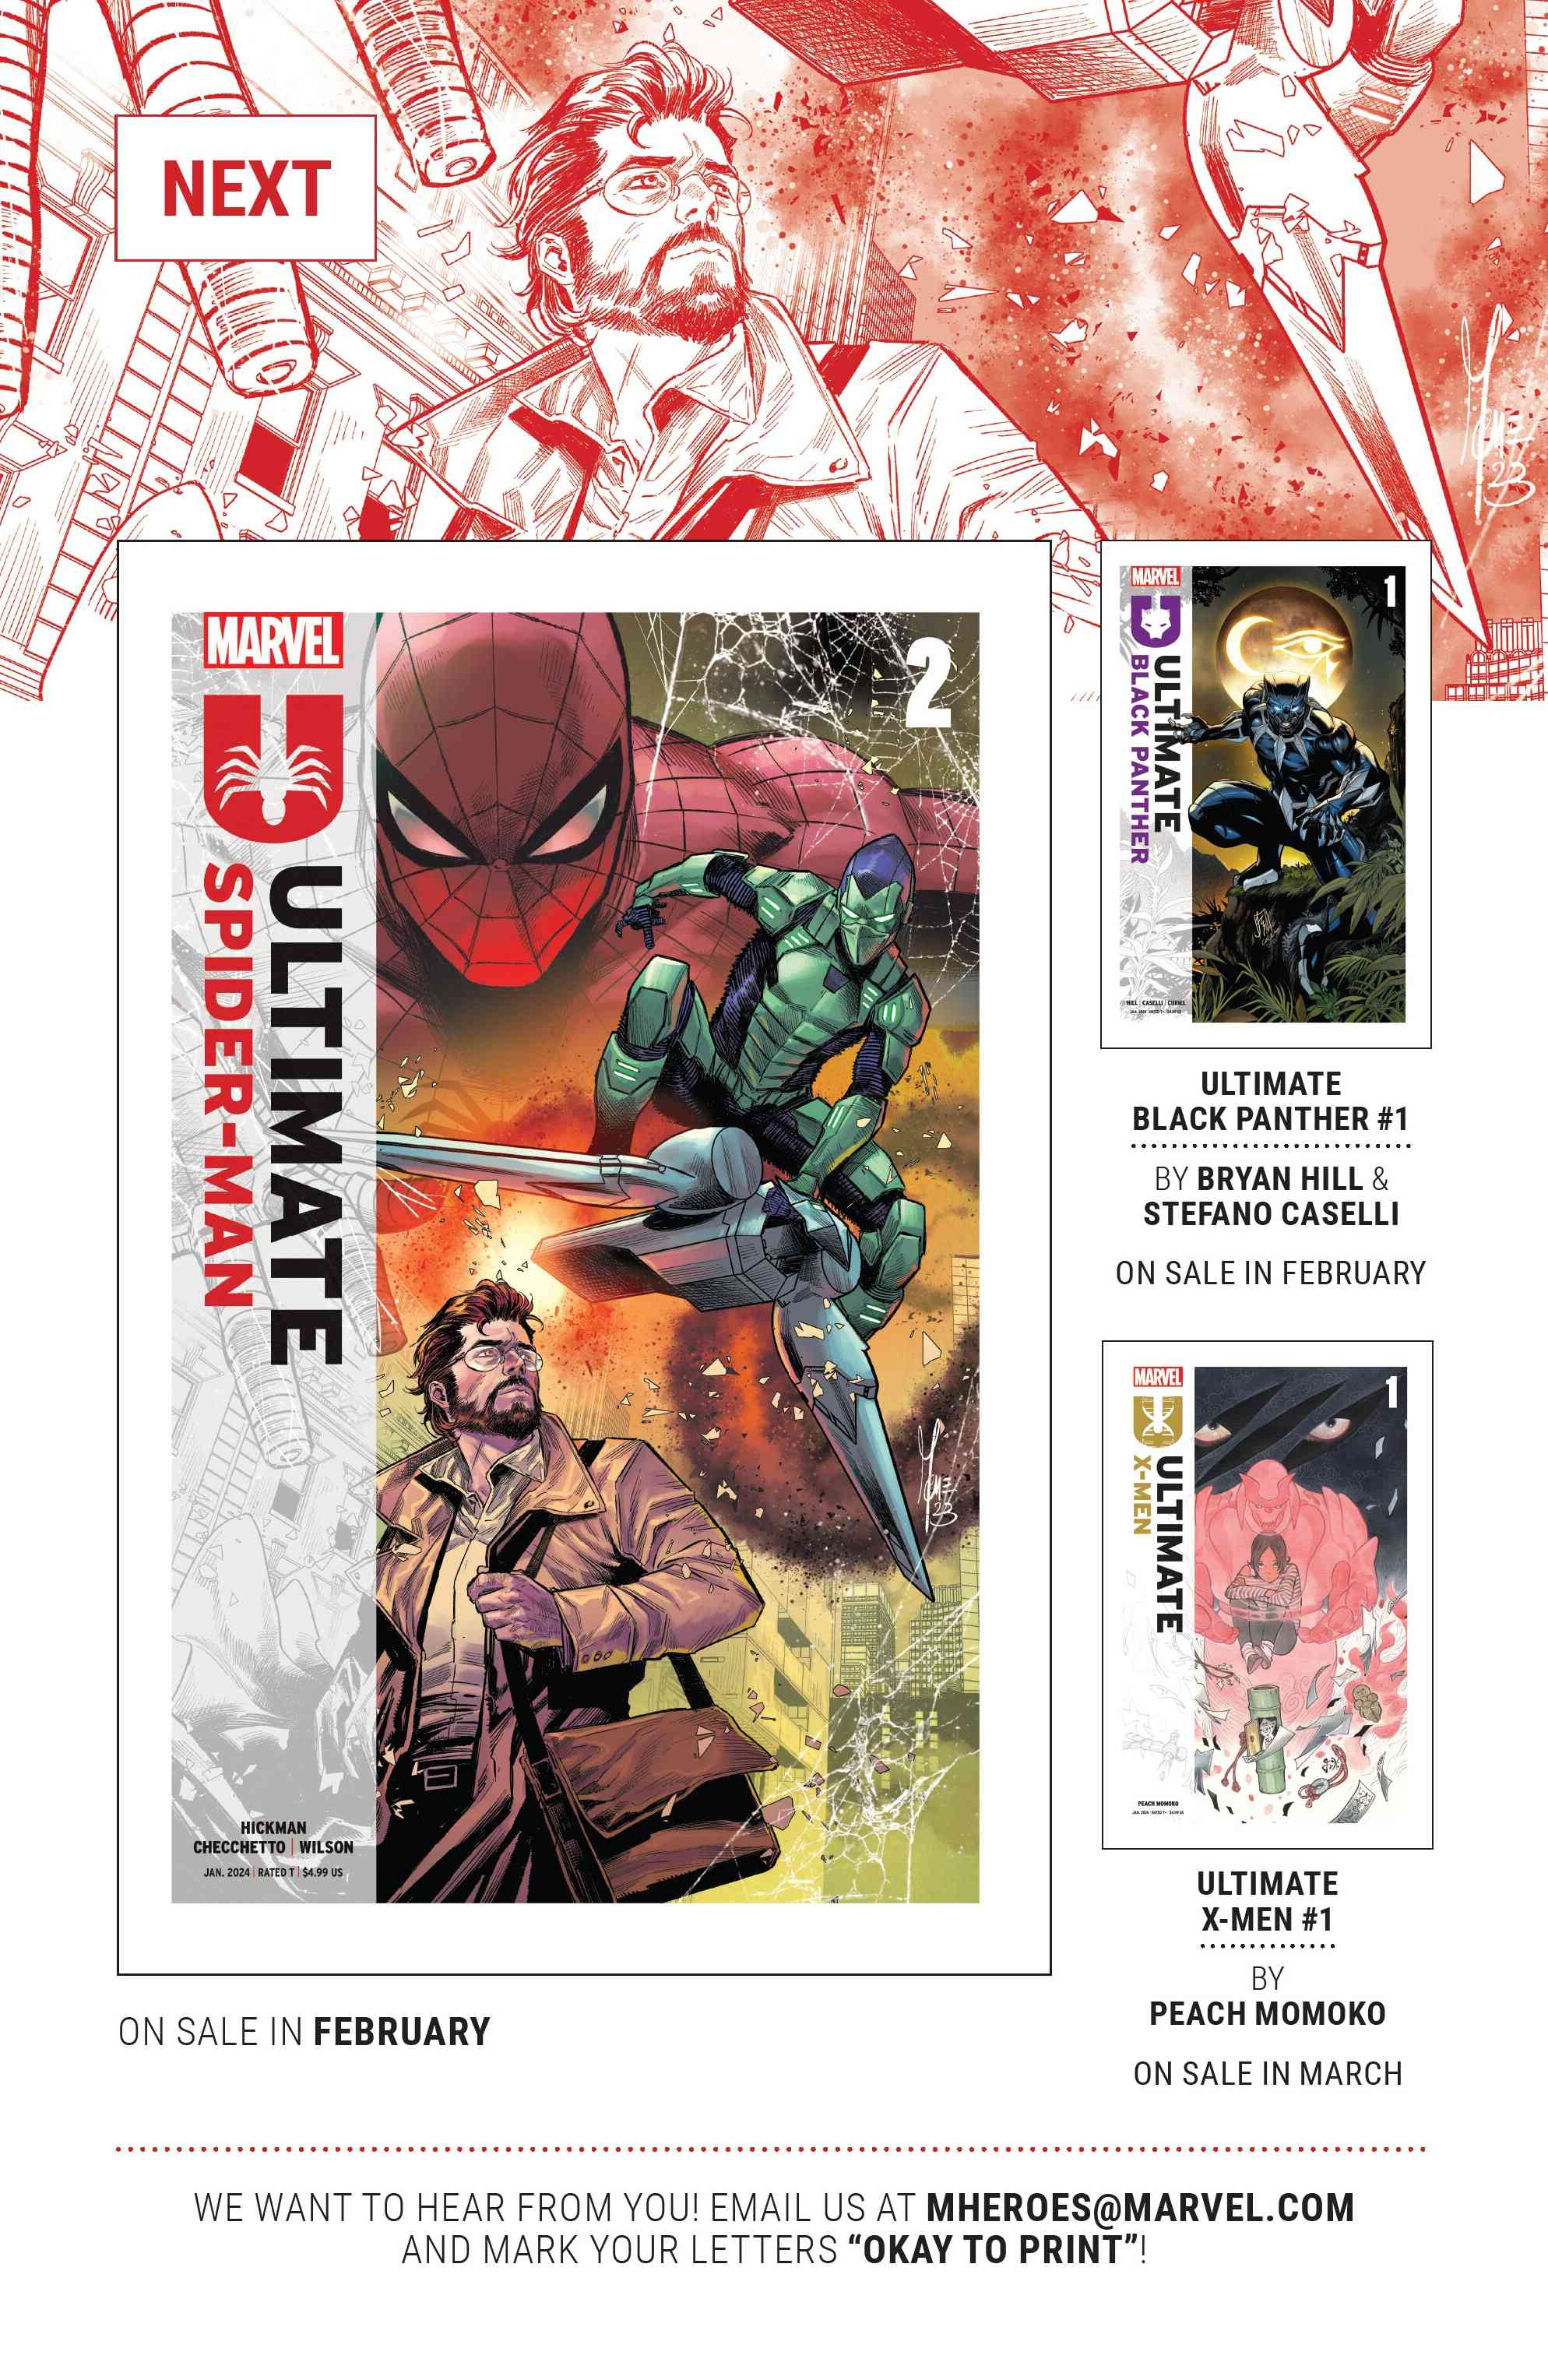 NEXT
MARVEL
2
ULTIMATE
SPIDER-MAN
HICKMAN
CHECCHETTO | WILSON
JAN. 2024 | RATED T | $4.99 US
ON SALE IN FEBRUARY
MARVEL
1
ULTIMATE
BLACK PANTHER
HILL | CASELLI | CURIEL
ULTIMATE
BLACK PANTHER #1
BY BRYAN HILL &
STEFANO CASELLI
ON SALE IN FEBRUARY
MARVEL
1
ULTIMATE
X-MEN
PEACH MOMOKO
ULTIMATE
X-MEN #1
BY
PEACH MOMOKO
ON SALE IN MARCH
WE WANT TO HEAR FROM YOU! EMAIL US AT MHEROES@MARVEL.COM
AND MARK YOUR LETTERS “OKAY TO PRINT”!